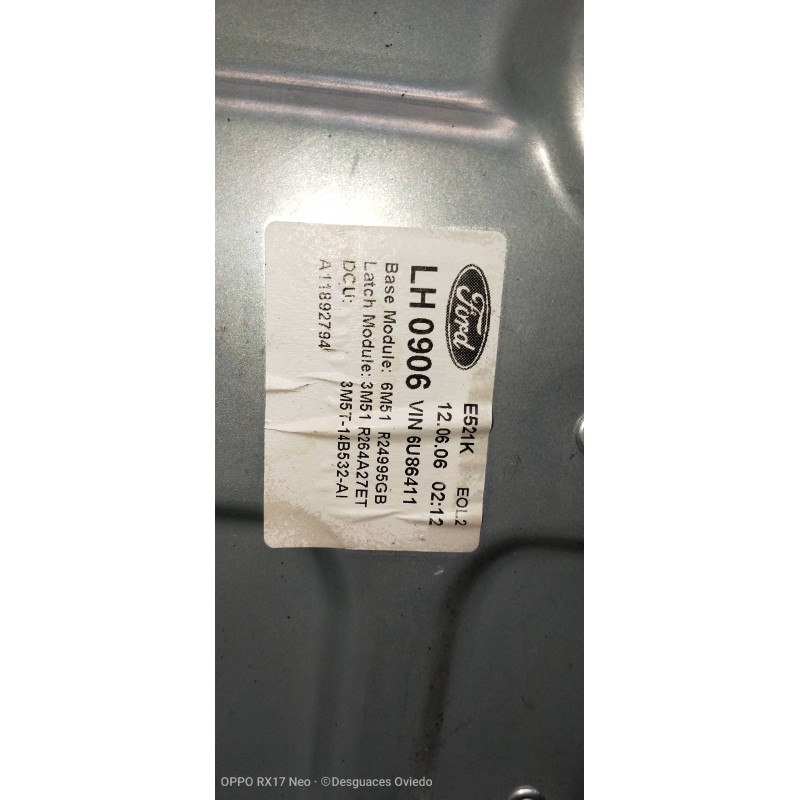 Ford
E521K EOL2
12.06.06 02:12
LH 0906 VIN 6U86411
Base Module: 6M51 R24995GB
Latch Module: 3M51 R264A27ET
DCU: 3M5T-14B532-AI
A11892794
OPPO RX17 Neo · ©Desguaces Oviedo